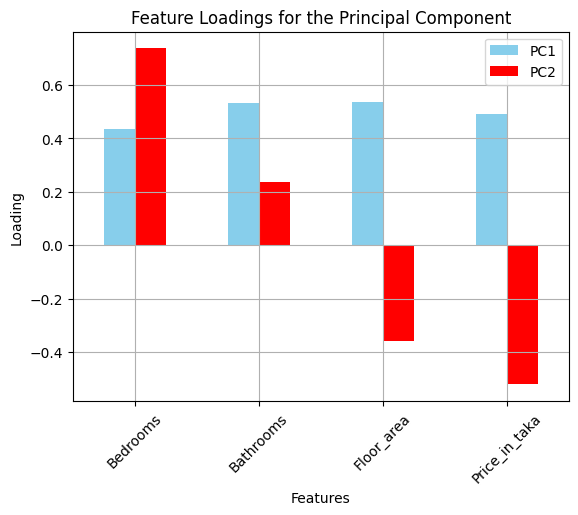 Feature Loadings for the Principal Component
PC1
PC2
0.6
0.4
0.2
0.0
−0.2
−0.4
Loading
Bedrooms
Bathrooms
Floor_area
Price_in_taka
Features